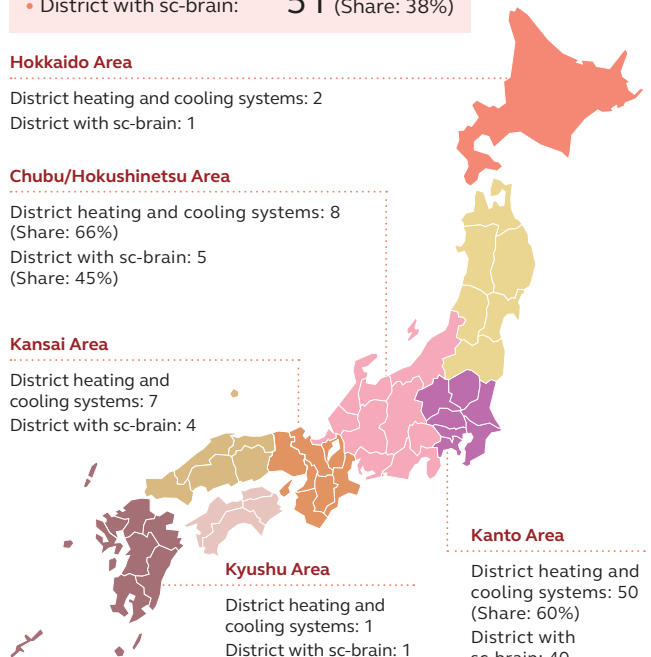 • District with sc-brain: 51 (Share: 38%)
Hokkaido Area
District heating and cooling systems: 2
District with sc-brain: 1
Chubu/Hokushinetsu Area
District heating and cooling systems: 8
(Share: 66%)
District with sc-brain: 5
(Share: 45%)
Kansai Area
District heating and
cooling systems: 7
District with sc-brain: 4
Kyushu Area
District heating and
cooling systems: 1
District with sc-brain: 1
Kanto Area
District heating and
cooling systems: 50
(Share: 60%)
District with
sc-brain: 40